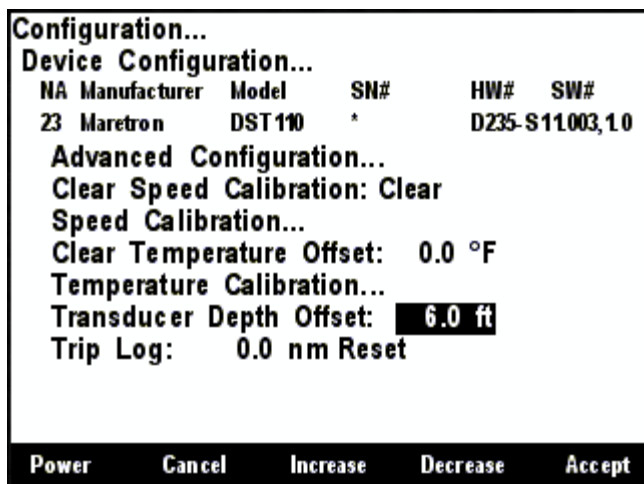 Configuration...
Device Configuration...
NA Manufacturer Model SN# HW# SW#
23 Maretron DST110 * D235-S11.003, 1.0
Advanced Configuration...
Clear Speed Calibration: Clear
Speed Calibration...
Clear Temperature Offset: 0.0 °F
Temperature Calibration...
Transducer Depth Offset: 6.0 ft
Trip Log: 0.0 nm Reset
Power Cancel Increase Decrease Accept